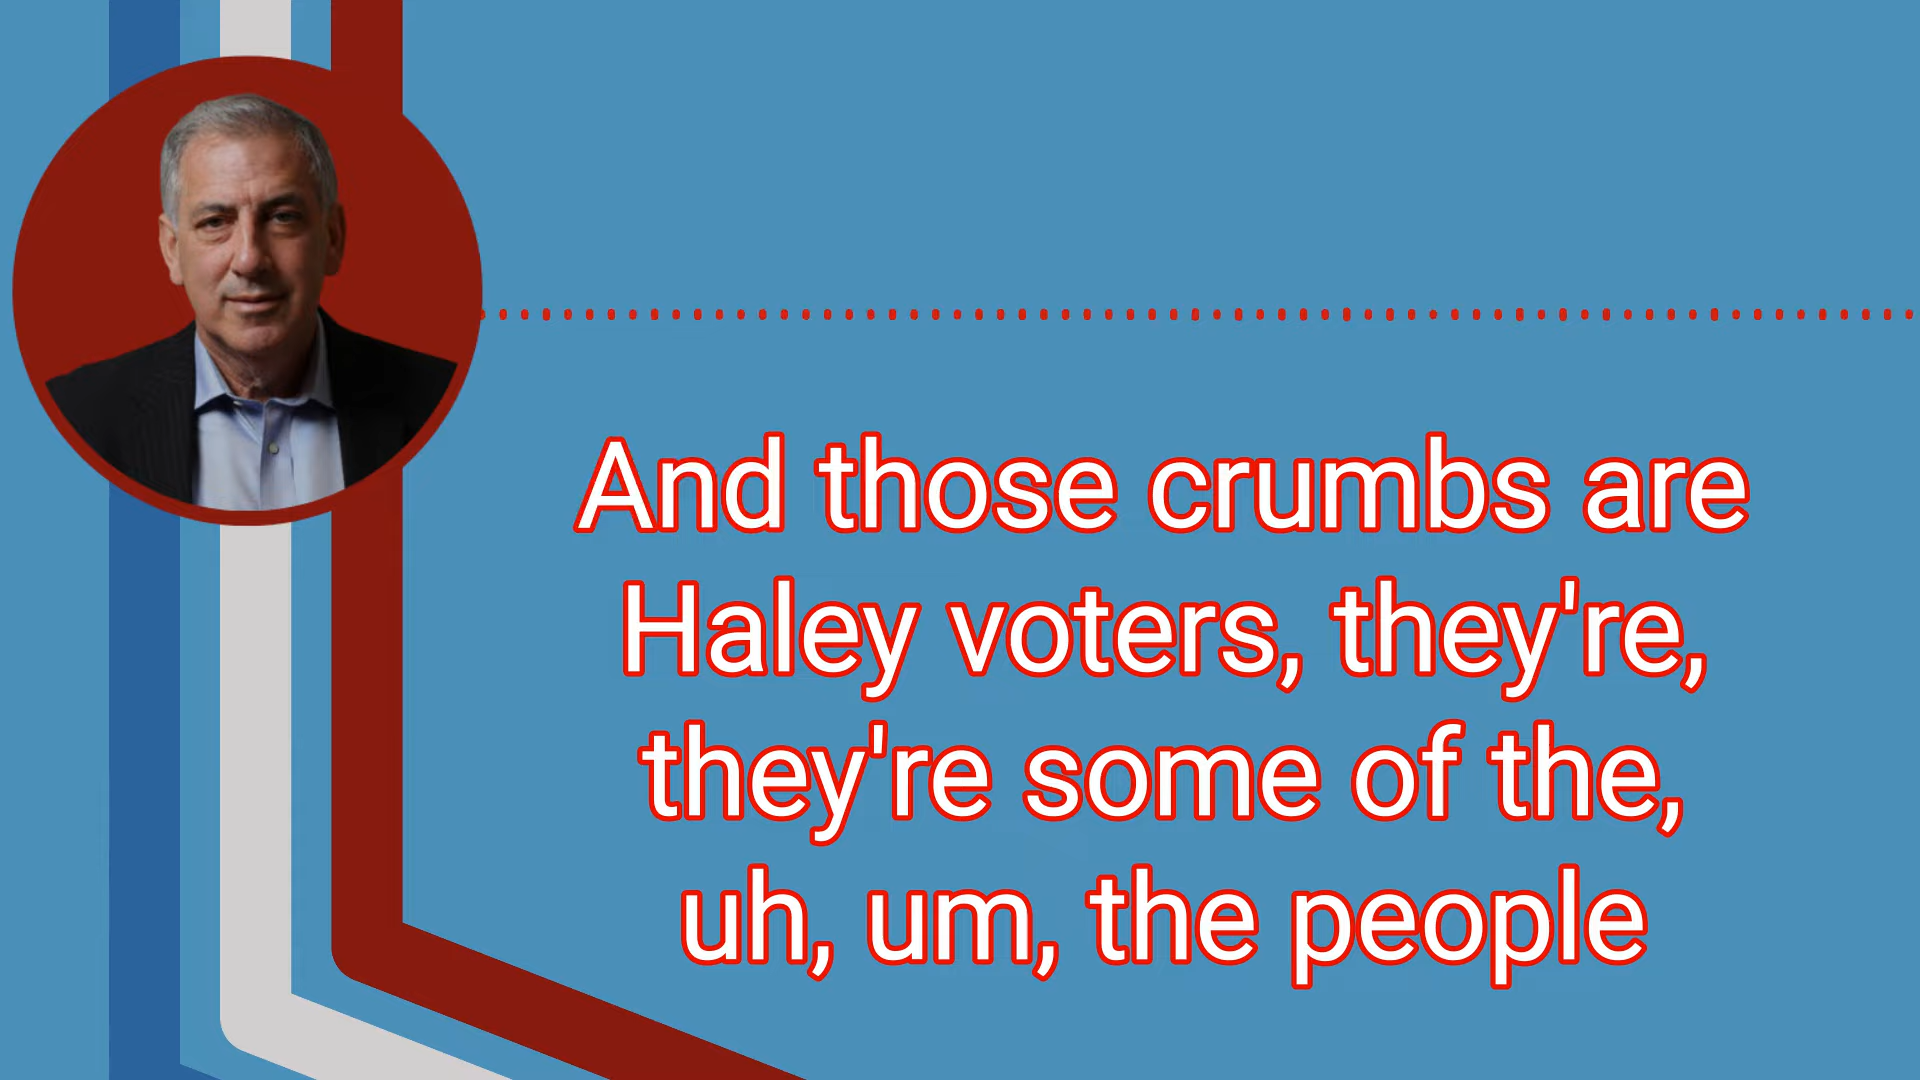 And those crumbs are
Haley voters, they're,
they're some of the,
uh, um, the people